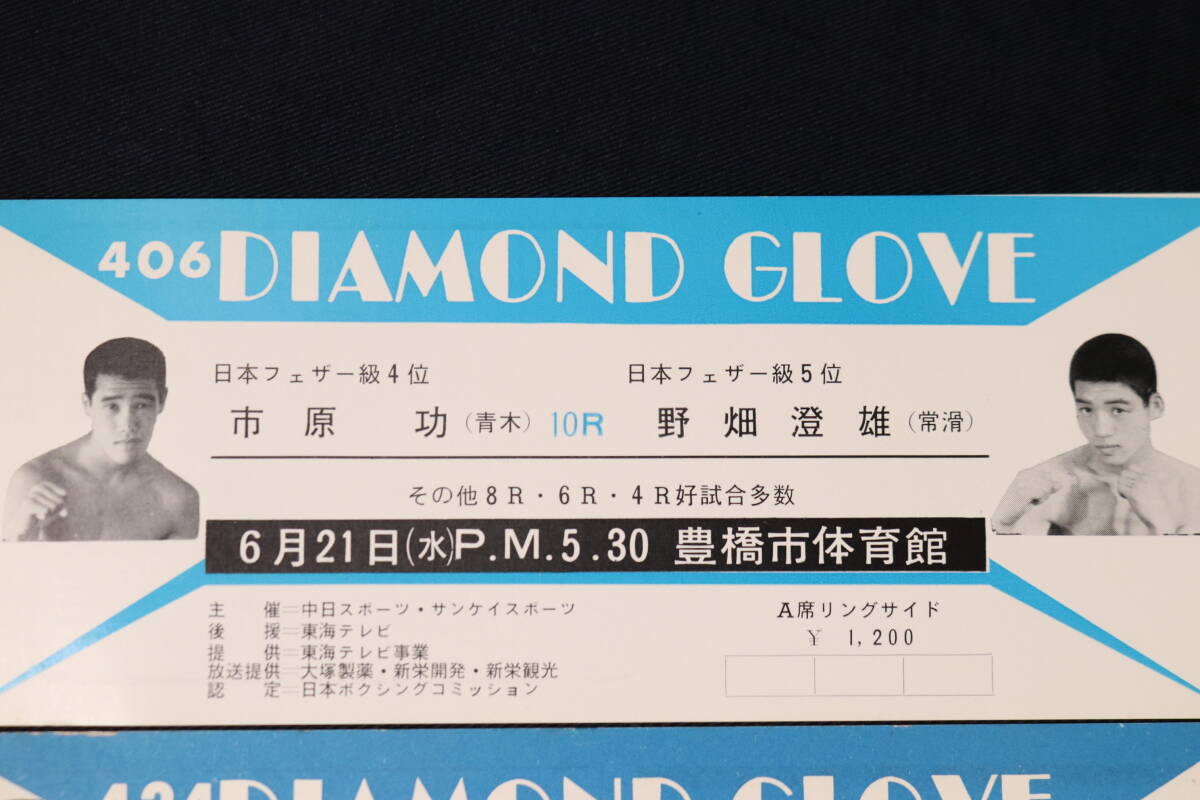 406 DIAMOND GLOVE
日本フェザー級4位 日本フェザー級5位
市原 功(青木) 10R 野畑澄雄(常滑)
その他8R・6R・4R好試合多数
6月21日(水)P.M.5.30 豊橋市体育館
主催=中日スポーツ・サンケイスポーツ
後援=東海テレビ
提供=東海テレビ事業
放送提供=大塚製薬・新栄開発・新栄観光
認定=日本ボクシングコミッション
A席リングサイド
¥ 1,200
424 DIAMOND GLOVE